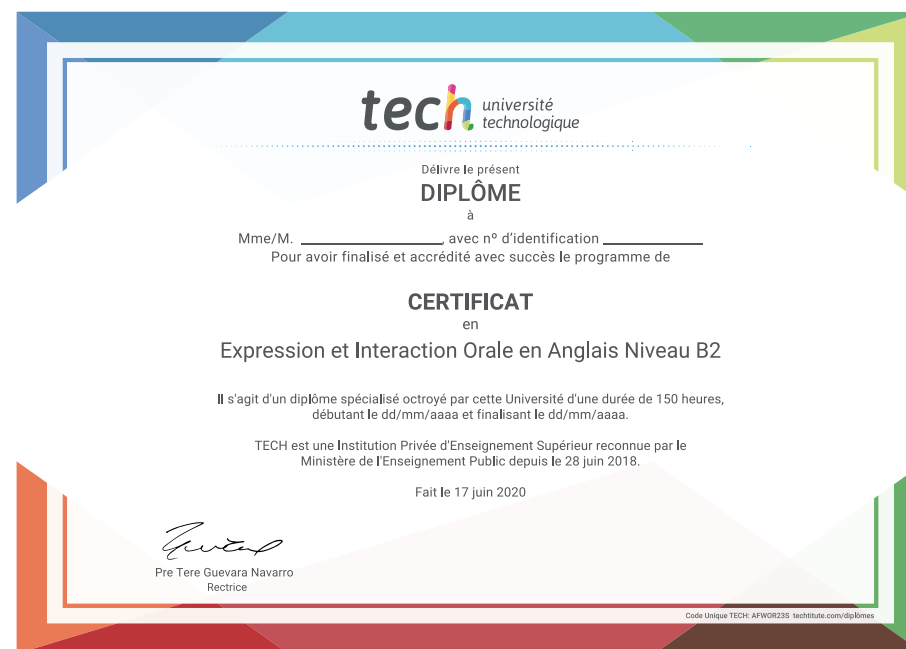 tech université
technologique
Délivre le présent
DIPLÔME
à
Mme/M. ____________________, avec nº d'identification ______________
Pour avoir finalisé et accrédité avec succès le programme de
CERTIFICAT
en
Expression et Interaction Orale en Anglais Niveau B2
Il s'agit d'un diplôme spécialisé octroyé par cette Université d'une durée de 150 heures,
débutant le dd/mm/aaaa et finalisant le dd/mm/aaaa.
TECH est une Institution Privée d'Enseignement Supérieur reconnue par le
Ministère de l'Enseignement Public depuis le 28 juin 2018.
Fait le 17 juin 2020
Pre Tere Guevara Navarro
Rectrice
Code Unique TECH: AFWOR23S techtitute.com/diplômes